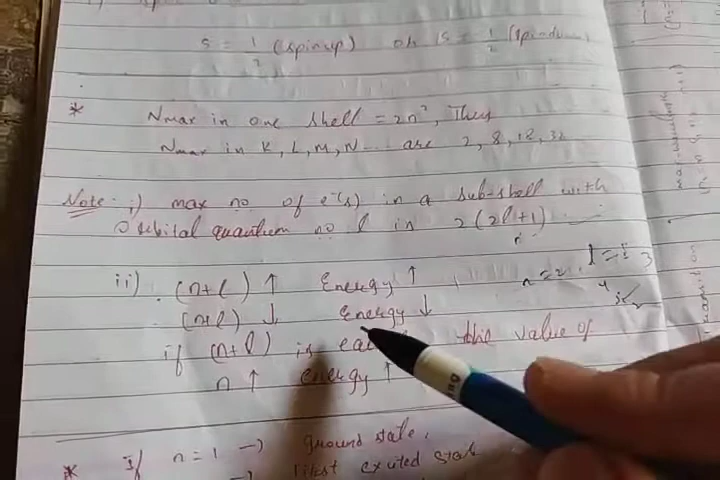 s = 1/2 (spin up) or s = - 1/2 (spin down)
* Nmax in one shell = 2n², Thus
Nmax in K, L, M, N... are 2, 8, 18, 32
Note:- i) max no of e⁻(s) in a sub-shell with
Orbital quantum no l in 2(2l+1)
ii) (n+l) ↑ Energy ↑
n = 2, l =
(n+l) ↓ Energy ↓
if (n+l) is the value of
n ↑ energy ↑
* If n = 1 → ground state,
→ first excited state